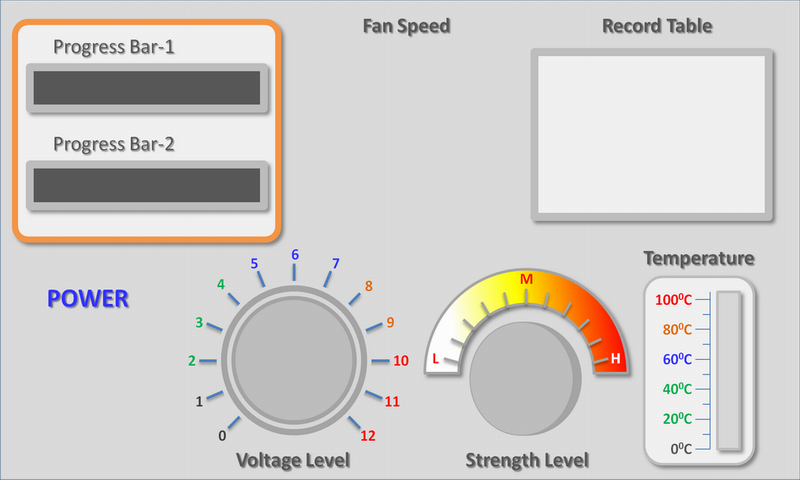 Progress Bar-1
Progress Bar-2
Fan Speed
Record Table
POWER
0
1
2
3
4
5
6
7
8
9
10
11
12
Voltage Level
L
M
H
Strength Level
Temperature
100⁰C
80⁰C
60⁰C
40⁰C
20⁰C
0⁰C